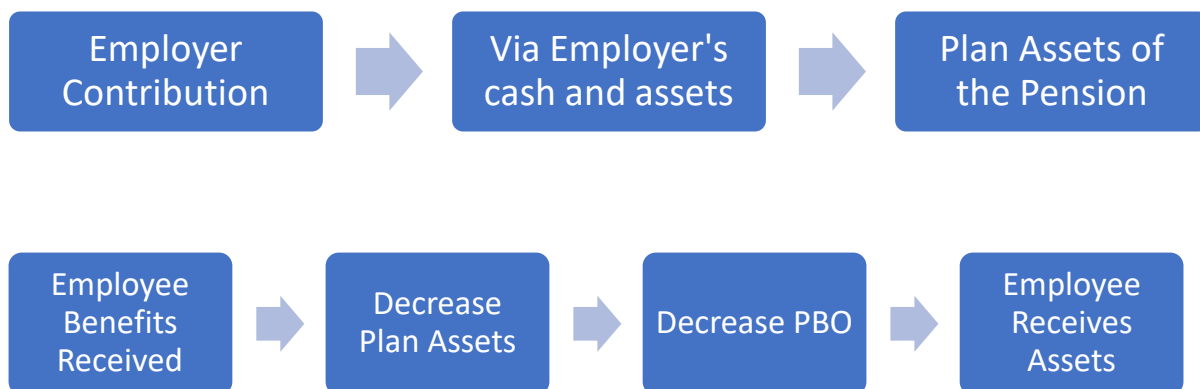 Employer
Contribution
Via Employer's
cash and assets
Plan Assets of
the Pension
Employee
Benefits
Received
Decrease
Plan Assets
Decrease PBO
Employee
Receives
Assets